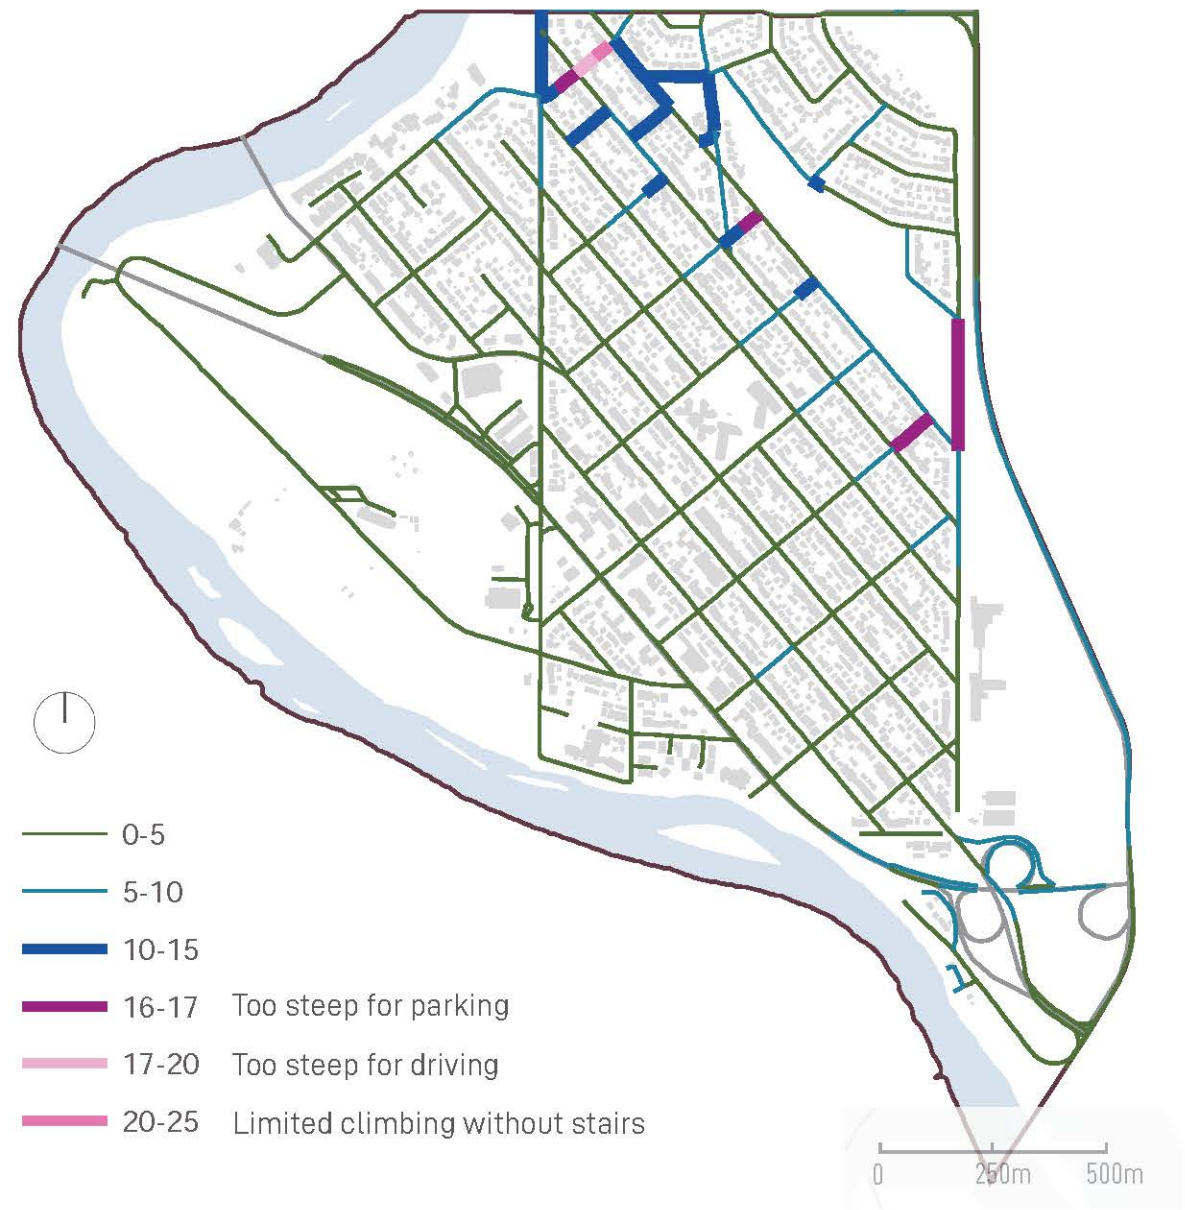 0-5
5-10
10-15
16-17 Too steep for parking
17-20 Too steep for driving
20-25 Limited climbing without stairs
0 250m 500m